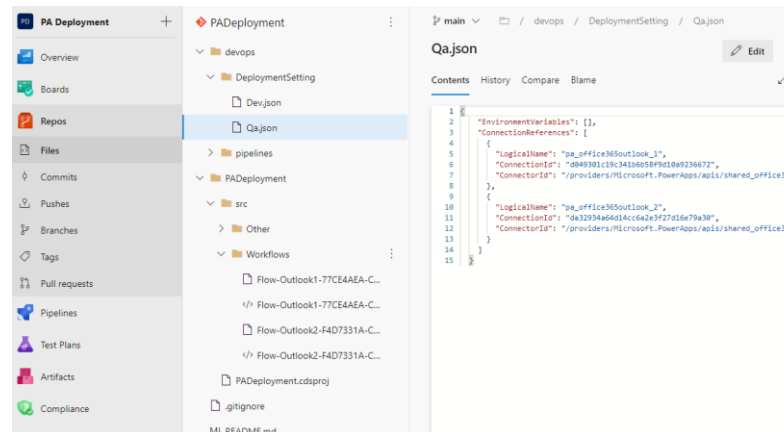 PD PA Deployment +
Overview
Boards
Repos
Files
Commits
Pushes
Branches
Tags
Pull requests
Pipelines
Test Plans
Artifacts
Compliance
PADeployment
devops
DeploymentSetting
Dev.json
Qa.json
pipelines
PADeployment
src
Other
Workflows
Flow-Outlook1-77CE4AEA-C...
</> Flow-Outlook1-77CE4AEA-C...
Flow-Outlook2-F4D7331A-C...
</> Flow-Outlook2-F4D7331A-C...
PADeployment.cdsproj
.gitignore
README.md
main / devops / DeploymentSetting / Qa.json
Qa.json
Edit
Contents History Compare Blame
1 {
2 "EnvironmentVariables": [],
3 "ConnectionReferences": [
4 {
5 "LogicalName": "pa_office365outlook_1",
6 "ConnectionId": "d049301c19c341b6b58f9d10a9236672",
7 "ConnectorId": "/providers/Microsoft.PowerApps/apis/shared_office3
8 },
9 {
10 "LogicalName": "pa_office365outlook_2",
11 "ConnectionId": "da32934a64d14cc6a2e3f27d16e79a30",
12 "ConnectorId": "/providers/Microsoft.PowerApps/apis/shared_office3
13 }
14 ]
15 }